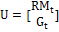 U = [RMt
Gt]